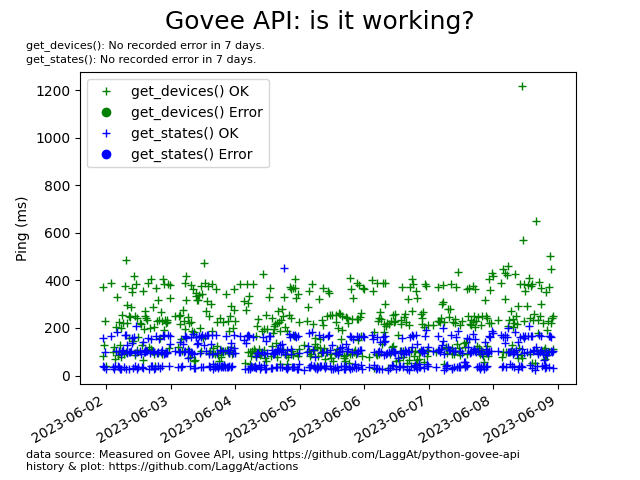 Govee API: is it working?
get_devices(): No recorded error in 7 days.
get_states(): No recorded error in 7 days.
get_devices() OK
get_devices() Error
get_states() OK
get_states() Error
Ping (ms)
1200
1000
800
600
400
200
0
2023-06-02
2023-06-03
2023-06-04
2023-06-05
2023-06-06
2023-06-07
2023-06-08
2023-06-09
data source: Measured on Govee API, using https://github.com/LaggAt/python-govee-api
history & plot: https://github.com/LaggAt/actions